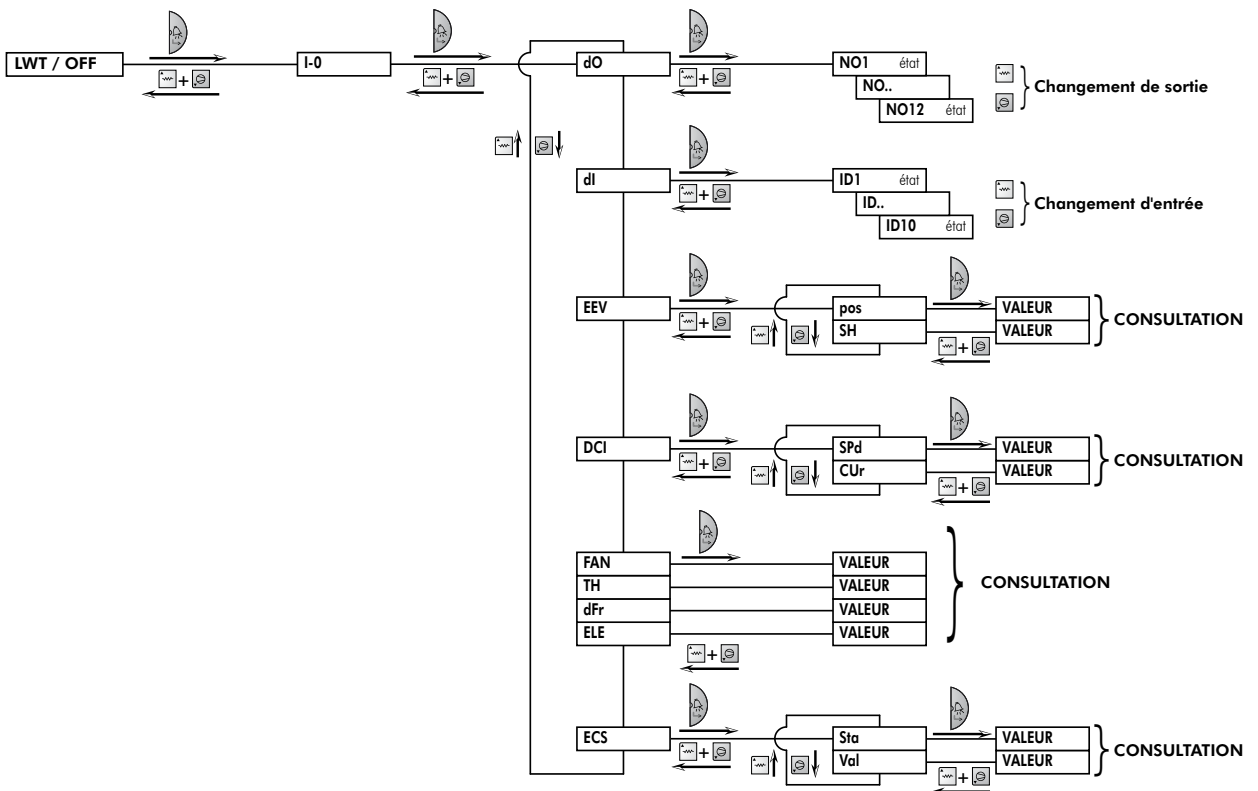 LWT / OFF
+
I-0
+
dO
+
NO1 état
NO..
NO12 état
Changement de sortie
dI
+
ID1 état
ID..
ID10 état
Changement d'entrée
EEV
+
pos
SH
VALEUR
VALEUR
+
CONSULTATION
DCI
+
SPd
CUr
VALEUR
VALEUR
+
CONSULTATION
FAN
TH
dFr
ELE
+
VALEUR
VALEUR
VALEUR
VALEUR
CONSULTATION
ECS
+
Sta
Val
VALEUR
VALEUR
+
CONSULTATION